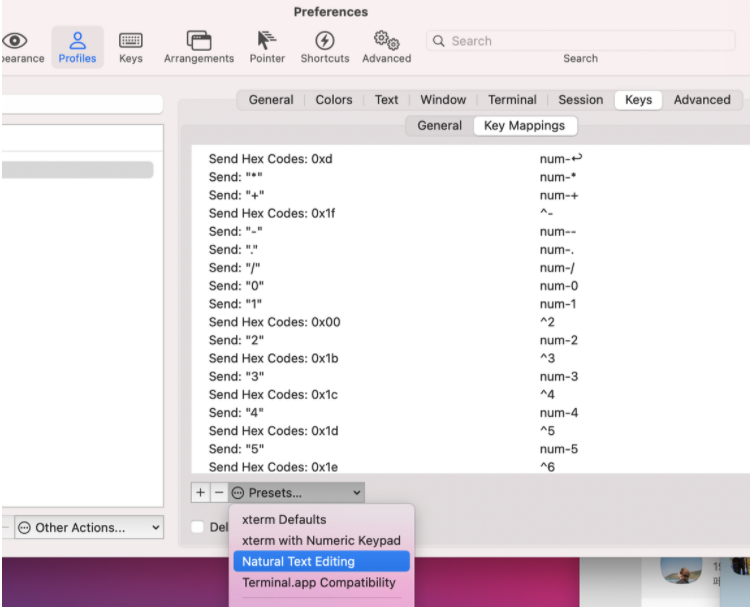 Preferences
Profiles
Keys
Arrangements
Pointer
Shortcuts
Advanced
Search
Search
General
Colors
Text
Window
Terminal
Session
Keys
Advanced
General
Key Mappings
Send Hex Codes: 0xd num-↩
Send: "*" num-*
Send: "+" num-+
Send Hex Codes: 0x1f ^-
Send: "-" num--
Send: "." num-.
Send: "/" num-/
Send: "0" num-0
Send: "1" num-1
Send Hex Codes: 0x00 ^2
Send: "2" num-2
Send Hex Codes: 0x1b ^3
Send: "3" num-3
Send Hex Codes: 0x1c ^4
Send: "4" num-4
Send Hex Codes: 0x1d ^5
Send: "5" num-5
Send Hex Codes: 0x1e ^6
+ − Presets...
Other Actions...
Del
xterm Defaults
xterm with Numeric Keypad
Natural Text Editing
Terminal.app Compatibility